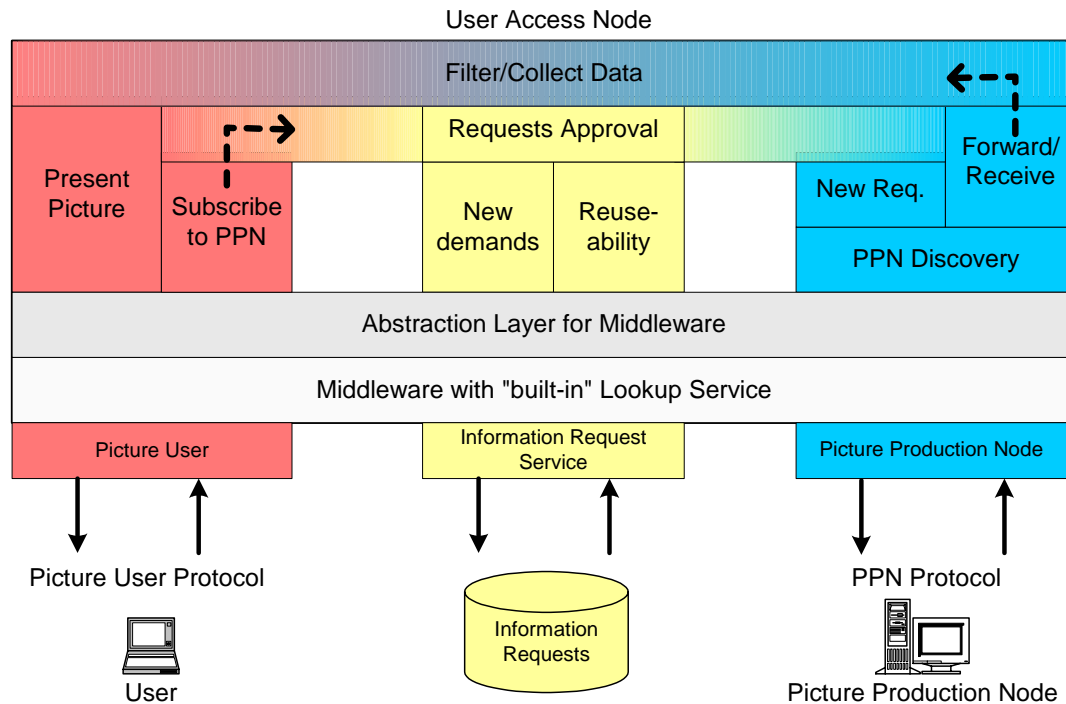 User Access Node
Filter/Collect Data
Requests Approval
Present
Picture
Subscribe
to PPN
New
demands
Reuse-
ability
New Req.
Forward/
Receive
PPN Discovery
Abstraction Layer for Middleware
Middleware with "built-in" Lookup Service
Picture User
Information Request
Service
Picture Production Node
Picture User Protocol
PPN Protocol
Information
Requests
User
Picture Production Node